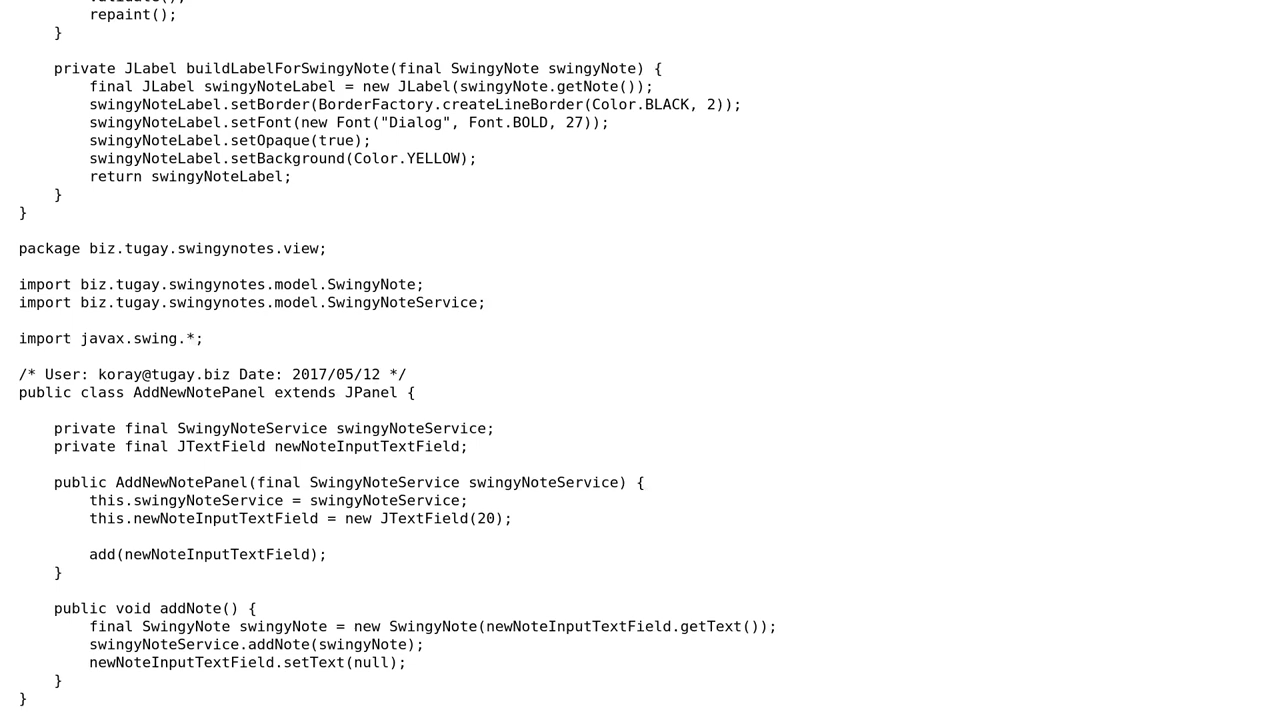 repaint();
    }

    private JLabel buildLabelForSwingyNote(final SwingyNote swingyNote) {
        final JLabel swingyNoteLabel = new JLabel(swingyNote.getNote());
        swingyNoteLabel.setBorder(BorderFactory.createLineBorder(Color.BLACK, 2));
        swingyNoteLabel.setFont(new Font("Dialog", Font.BOLD, 27));
        swingyNoteLabel.setOpaque(true);
        swingyNoteLabel.setBackground(Color.YELLOW);
        return swingyNoteLabel;
    }
}

package biz.tugay.swingynotes.view;

import biz.tugay.swingynotes.model.SwingyNote;
import biz.tugay.swingynotes.model.SwingyNoteService;

import javax.swing.*;

/* User: koray@tugay.biz Date: 2017/05/12 */
public class AddNewNotePanel extends JPanel {

    private final SwingyNoteService swingyNoteService;
    private final JTextField newNoteInputTextField;

    public AddNewNotePanel(final SwingyNoteService swingyNoteService) {
        this.swingyNoteService = swingyNoteService;
        this.newNoteInputTextField = new JTextField(20);

        add(newNoteInputTextField);
    }

    public void addNote() {
        final SwingyNote swingyNote = new SwingyNote(newNoteInputTextField.getText());
        swingyNoteService.addNote(swingyNote);
        newNoteInputTextField.setText(null);
    }
}